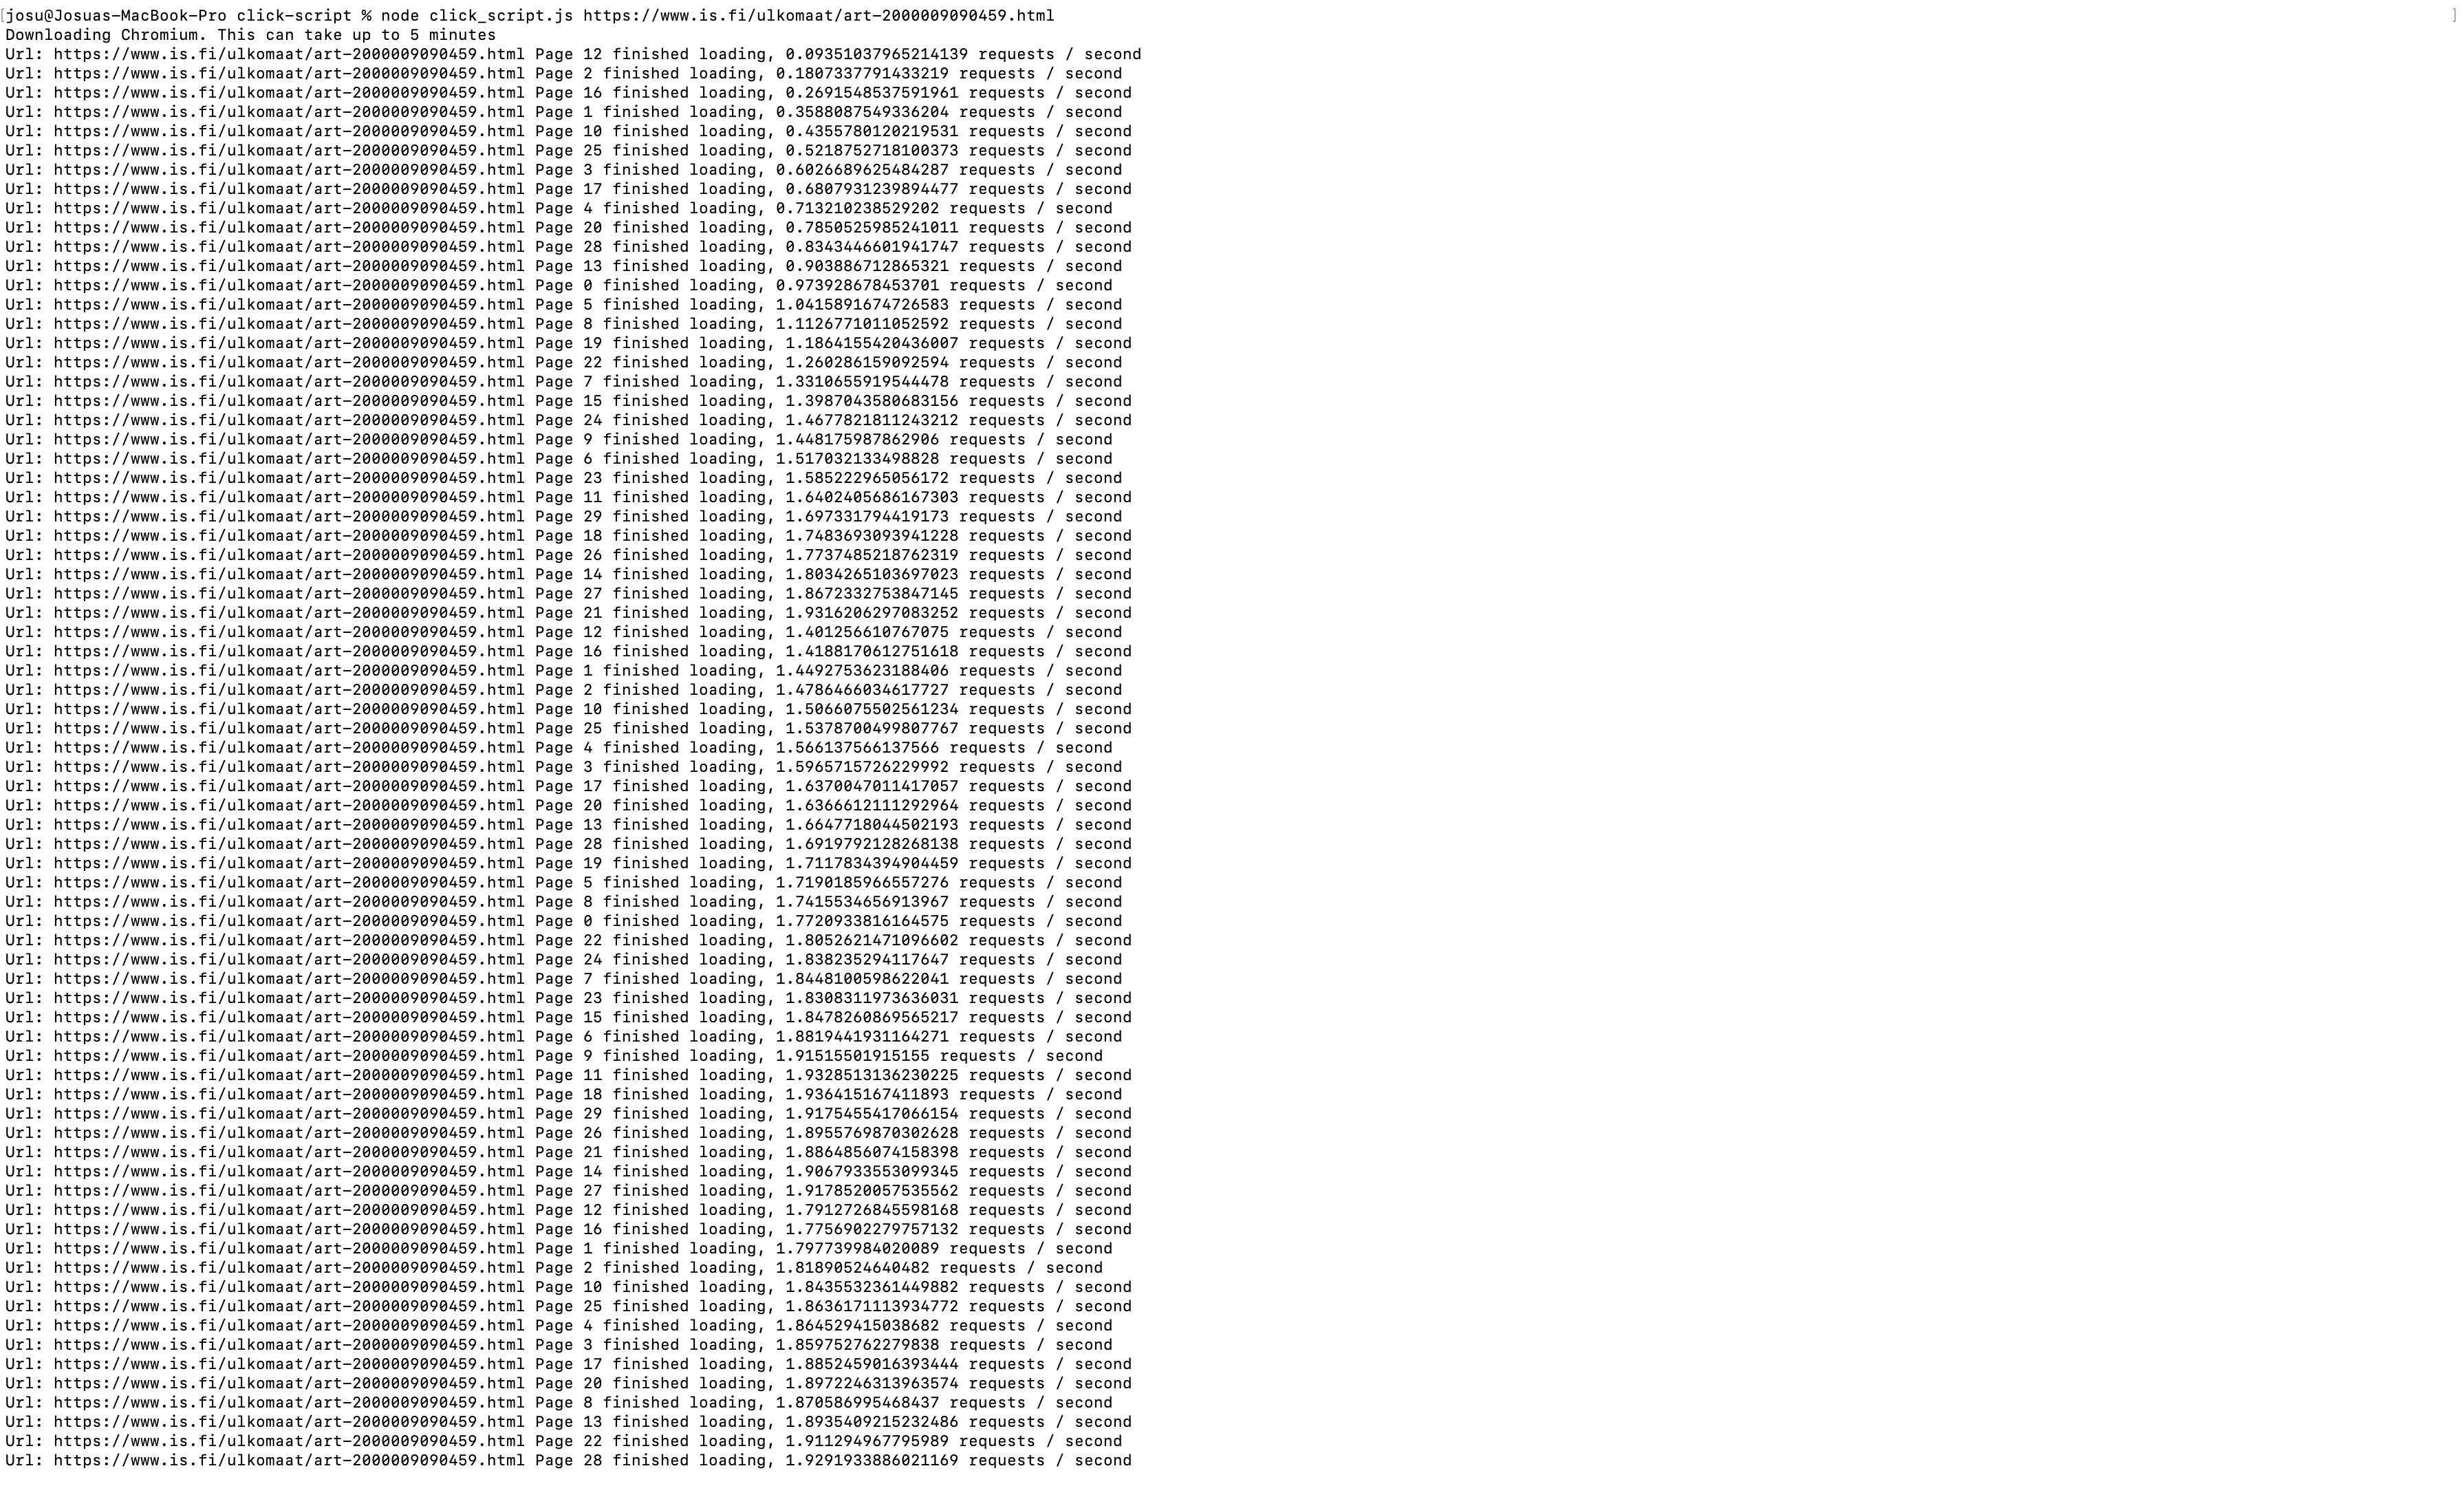 [josu@Josuas-MacBook-Pro click-script % node click_script.js https://www.is.fi/ulkomaat/art-2000009090459.html ]
Downloading Chromium. This can take up to 5 minutes
Url: https://www.is.fi/ulkomaat/art-2000009090459.html Page 12 finished loading, 0.09351037965214139 requests / second
Url: https://www.is.fi/ulkomaat/art-2000009090459.html Page 2 finished loading, 0.1807337791433219 requests / second
Url: https://www.is.fi/ulkomaat/art-2000009090459.html Page 16 finished loading, 0.2691548537591961 requests / second
Url: https://www.is.fi/ulkomaat/art-2000009090459.html Page 1 finished loading, 0.3588087549336204 requests / second
Url: https://www.is.fi/ulkomaat/art-2000009090459.html Page 10 finished loading, 0.4355780120219531 requests / second
Url: https://www.is.fi/ulkomaat/art-2000009090459.html Page 25 finished loading, 0.5218752718100373 requests / second
Url: https://www.is.fi/ulkomaat/art-2000009090459.html Page 3 finished loading, 0.6026689625484287 requests / second
Url: https://www.is.fi/ulkomaat/art-2000009090459.html Page 17 finished loading, 0.6807931239894477 requests / second
Url: https://www.is.fi/ulkomaat/art-2000009090459.html Page 4 finished loading, 0.713210238529202 requests / second
Url: https://www.is.fi/ulkomaat/art-2000009090459.html Page 20 finished loading, 0.7850525985241011 requests / second
Url: https://www.is.fi/ulkomaat/art-2000009090459.html Page 28 finished loading, 0.8343446601941747 requests / second
Url: https://www.is.fi/ulkomaat/art-2000009090459.html Page 13 finished loading, 0.903886712865321 requests / second
Url: https://www.is.fi/ulkomaat/art-2000009090459.html Page 0 finished loading, 0.973928678453701 requests / second
Url: https://www.is.fi/ulkomaat/art-2000009090459.html Page 5 finished loading, 1.0415891674726583 requests / second
Url: https://www.is.fi/ulkomaat/art-2000009090459.html Page 8 finished loading, 1.1126771011052592 requests / second
Url: https://www.is.fi/ulkomaat/art-2000009090459.html Page 19 finished loading, 1.1864155420436007 requests / second
Url: https://www.is.fi/ulkomaat/art-2000009090459.html Page 22 finished loading, 1.260286159092594 requests / second
Url: https://www.is.fi/ulkomaat/art-2000009090459.html Page 7 finished loading, 1.3310655919544478 requests / second
Url: https://www.is.fi/ulkomaat/art-2000009090459.html Page 15 finished loading, 1.3987043580683156 requests / second
Url: https://www.is.fi/ulkomaat/art-2000009090459.html Page 24 finished loading, 1.4677821811243212 requests / second
Url: https://www.is.fi/ulkomaat/art-2000009090459.html Page 9 finished loading, 1.448175987862906 requests / second
Url: https://www.is.fi/ulkomaat/art-2000009090459.html Page 6 finished loading, 1.517032133498828 requests / second
Url: https://www.is.fi/ulkomaat/art-2000009090459.html Page 23 finished loading, 1.585222965056172 requests / second
Url: https://www.is.fi/ulkomaat/art-2000009090459.html Page 11 finished loading, 1.6402405686167303 requests / second
Url: https://www.is.fi/ulkomaat/art-2000009090459.html Page 29 finished loading, 1.697331794419173 requests / second
Url: https://www.is.fi/ulkomaat/art-2000009090459.html Page 18 finished loading, 1.7483693093941228 requests / second
Url: https://www.is.fi/ulkomaat/art-2000009090459.html Page 26 finished loading, 1.7737485218762319 requests / second
Url: https://www.is.fi/ulkomaat/art-2000009090459.html Page 14 finished loading, 1.8034265103697023 requests / second
Url: https://www.is.fi/ulkomaat/art-2000009090459.html Page 27 finished loading, 1.8672332753847145 requests / second
Url: https://www.is.fi/ulkomaat/art-2000009090459.html Page 21 finished loading, 1.9316206297083252 requests / second
Url: https://www.is.fi/ulkomaat/art-2000009090459.html Page 12 finished loading, 1.401256610767075 requests / second
Url: https://www.is.fi/ulkomaat/art-2000009090459.html Page 16 finished loading, 1.4188170612751618 requests / second
Url: https://www.is.fi/ulkomaat/art-2000009090459.html Page 1 finished loading, 1.4492753623188406 requests / second
Url: https://www.is.fi/ulkomaat/art-2000009090459.html Page 2 finished loading, 1.4786466034617727 requests / second
Url: https://www.is.fi/ulkomaat/art-2000009090459.html Page 10 finished loading, 1.5066075502561234 requests / second
Url: https://www.is.fi/ulkomaat/art-2000009090459.html Page 25 finished loading, 1.5378700499807767 requests / second
Url: https://www.is.fi/ulkomaat/art-2000009090459.html Page 4 finished loading, 1.566137566137566 requests / second
Url: https://www.is.fi/ulkomaat/art-2000009090459.html Page 3 finished loading, 1.5965715726229992 requests / second
Url: https://www.is.fi/ulkomaat/art-2000009090459.html Page 17 finished loading, 1.6370047011417057 requests / second
Url: https://www.is.fi/ulkomaat/art-2000009090459.html Page 20 finished loading, 1.6366612111292964 requests / second
Url: https://www.is.fi/ulkomaat/art-2000009090459.html Page 13 finished loading, 1.6647718044502193 requests / second
Url: https://www.is.fi/ulkomaat/art-2000009090459.html Page 28 finished loading, 1.6919792128268138 requests / second
Url: https://www.is.fi/ulkomaat/art-2000009090459.html Page 19 finished loading, 1.7117834394904459 requests / second
Url: https://www.is.fi/ulkomaat/art-2000009090459.html Page 5 finished loading, 1.7190185966557276 requests / second
Url: https://www.is.fi/ulkomaat/art-2000009090459.html Page 8 finished loading, 1.7415534656913967 requests / second
Url: https://www.is.fi/ulkomaat/art-2000009090459.html Page 0 finished loading, 1.7720933816164575 requests / second
Url: https://www.is.fi/ulkomaat/art-2000009090459.html Page 22 finished loading, 1.8052621471096602 requests / second
Url: https://www.is.fi/ulkomaat/art-2000009090459.html Page 24 finished loading, 1.838235294117647 requests / second
Url: https://www.is.fi/ulkomaat/art-2000009090459.html Page 7 finished loading, 1.8448100598622041 requests / second
Url: https://www.is.fi/ulkomaat/art-2000009090459.html Page 23 finished loading, 1.8308311973636031 requests / second
Url: https://www.is.fi/ulkomaat/art-2000009090459.html Page 15 finished loading, 1.8478260869565217 requests / second
Url: https://www.is.fi/ulkomaat/art-2000009090459.html Page 6 finished loading, 1.8819441931164271 requests / second
Url: https://www.is.fi/ulkomaat/art-2000009090459.html Page 9 finished loading, 1.91515501915155 requests / second
Url: https://www.is.fi/ulkomaat/art-2000009090459.html Page 11 finished loading, 1.9328513136230225 requests / second
Url: https://www.is.fi/ulkomaat/art-2000009090459.html Page 18 finished loading, 1.936415167411893 requests / second
Url: https://www.is.fi/ulkomaat/art-2000009090459.html Page 29 finished loading, 1.9175455417066154 requests / second
Url: https://www.is.fi/ulkomaat/art-2000009090459.html Page 26 finished loading, 1.8955769870302628 requests / second
Url: https://www.is.fi/ulkomaat/art-2000009090459.html Page 21 finished loading, 1.8864856074158398 requests / second
Url: https://www.is.fi/ulkomaat/art-2000009090459.html Page 14 finished loading, 1.9067933553099345 requests / second
Url: https://www.is.fi/ulkomaat/art-2000009090459.html Page 27 finished loading, 1.9178520057535562 requests / second
Url: https://www.is.fi/ulkomaat/art-2000009090459.html Page 12 finished loading, 1.7912726845598168 requests / second
Url: https://www.is.fi/ulkomaat/art-2000009090459.html Page 16 finished loading, 1.7756902279757132 requests / second
Url: https://www.is.fi/ulkomaat/art-2000009090459.html Page 1 finished loading, 1.797739984020089 requests / second
Url: https://www.is.fi/ulkomaat/art-2000009090459.html Page 2 finished loading, 1.81890524640482 requests / second
Url: https://www.is.fi/ulkomaat/art-2000009090459.html Page 10 finished loading, 1.8435532361449882 requests / second
Url: https://www.is.fi/ulkomaat/art-2000009090459.html Page 25 finished loading, 1.8636171113934772 requests / second
Url: https://www.is.fi/ulkomaat/art-2000009090459.html Page 4 finished loading, 1.864529415038682 requests / second
Url: https://www.is.fi/ulkomaat/art-2000009090459.html Page 3 finished loading, 1.859752762279838 requests / second
Url: https://www.is.fi/ulkomaat/art-2000009090459.html Page 17 finished loading, 1.8852459016393444 requests / second
Url: https://www.is.fi/ulkomaat/art-2000009090459.html Page 20 finished loading, 1.8972246313963574 requests / second
Url: https://www.is.fi/ulkomaat/art-2000009090459.html Page 8 finished loading, 1.870586995468437 requests / second
Url: https://www.is.fi/ulkomaat/art-2000009090459.html Page 13 finished loading, 1.8935409215232486 requests / second
Url: https://www.is.fi/ulkomaat/art-2000009090459.html Page 22 finished loading, 1.911294967795989 requests / second
Url: https://www.is.fi/ulkomaat/art-2000009090459.html Page 28 finished loading, 1.9291933886021169 requests / second